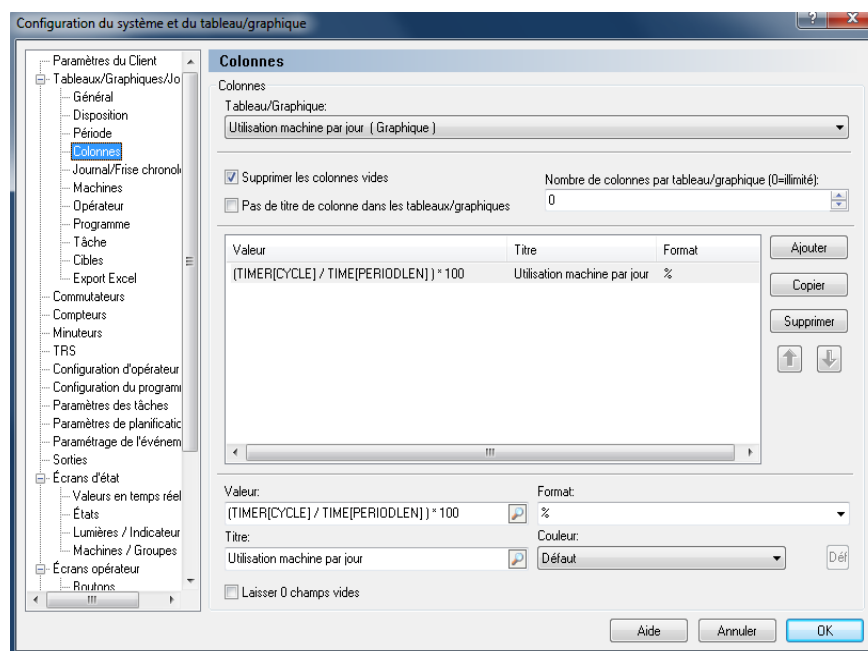 Configuration du système et du tableau/graphique
Paramètres du Client
Tableaux/Graphiques/Jo
Général
Disposition
Période
Colonnes
Journal/Frise chronolo
Machines
Opérateur
Programme
Tâche
Cibles
Export Excel
Commutateurs
Compteurs
Minuteurs
TRS
Configuration d'opérateur
Configuration du program
Paramètres des tâches
Paramètres de planificatio
Paramétrage de l'événem
Sorties
Écrans d'état
Valeurs en temps réel
États
Lumières / Indicateur
Machines / Groupes
Écrans opérateur
Boutons
Colonnes
Colonnes
Tableau/Graphique:
Utilisation machine par jour ( Graphique )
Supprimer les colonnes vides
Pas de titre de colonne dans les tableaux/graphiques
Nombre de colonnes par tableau/graphique (0=illimité):
0
Valeur Titre Format
(TIMER[CYCLE] / TIME[PERIODLEN] ) * 100 Utilisation machine par jour %
Ajouter
Copier
Supprimer
Valeur: Format:
(TIMER[CYCLE] / TIME[PERIODLEN] ) * 100 %
Titre: Couleur:
Utilisation machine par jour Défaut Déf
Laisser 0 champs vides
Aide Annuler OK